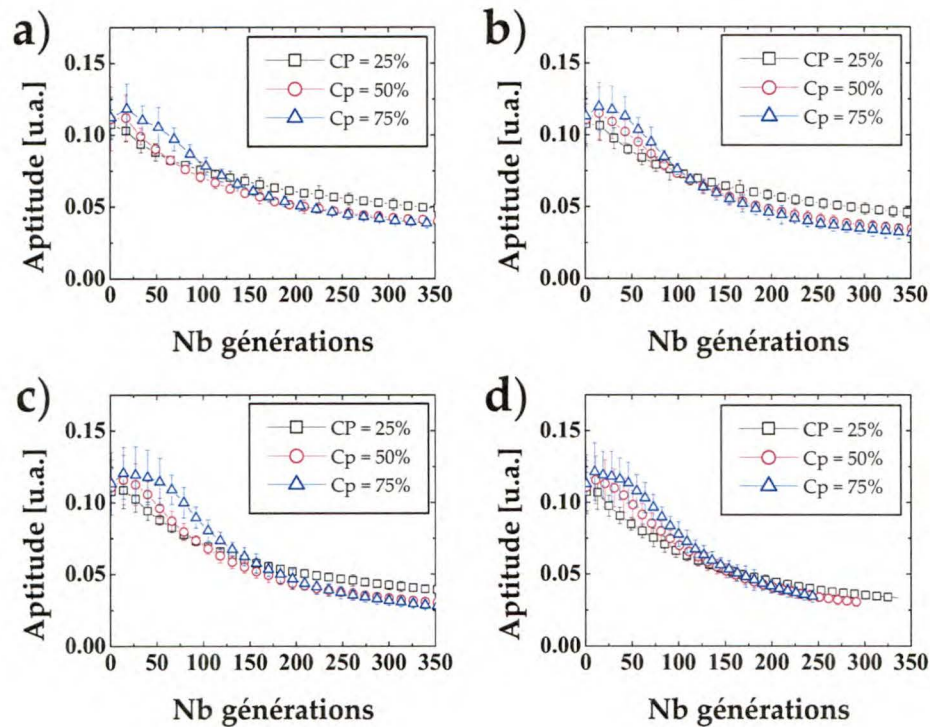 a)
Aptitude [u.a.]
0.15
0.10
0.05
0.00
CP = 25%
Cp = 50%
Cp = 75%
0 50 100 150 200 250 300 350
Nb générations
b)
Aptitude [u.a.]
0.15
0.10
0.05
0.00
CP = 25%
Cp = 50%
Cp = 75%
0 50 100 150 200 250 300 350
Nb générations
c)
Aptitude [u.a.]
0.15
0.10
0.05
0.00
CP = 25%
Cp = 50%
Cp = 75%
0 50 100 150 200 250 300 350
Nb générations
d)
Aptitude [u.a.]
0.15
0.10
0.05
0.00
CP = 25%
Cp = 50%
Cp = 75%
0 50 100 150 200 250 300 350
Nb générations